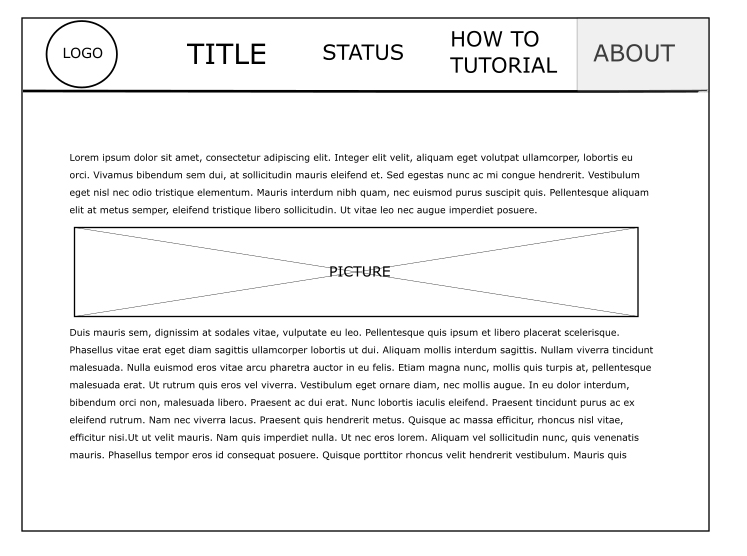 LOGO
TITLE
STATUS
HOW TO
TUTORIAL
ABOUT
Lorem ipsum dolor sit amet, consectetur adipiscing elit. Integer elit velit, aliquam eget volutpat ullamcorper, lobortis eu
orci. Vivamus bibendum sem dui, at sollicitudin mauris eleifend et. Sed egestas nunc ac mi congue hendrerit. Vestibulum
eget nisl nec odio tristique elementum. Mauris interdum nibh quam, nec euismod purus suscipit quis. Pellentesque aliquam
elit at metus semper, eleifend tristique libero sollicitudin. Ut vitae leo nec augue imperdiet posuere.
PICTURE
Duis mauris sem, dignissim at sodales vitae, vulputate eu leo. Pellentesque quis ipsum et libero placerat scelerisque.
Phasellus vitae erat eget diam sagittis ullamcorper lobortis ut dui. Aliquam mollis interdum sagittis. Nullam viverra tincidunt
malesuada. Nulla euismod eros vitae arcu pharetra auctor in eu felis. Etiam magna nunc, mollis quis turpis at, pellentesque
malesuada erat. Ut rutrum quis eros vel viverra. Vestibulum eget ornare diam, nec mollis augue. In eu dolor interdum,
bibendum orci non, malesuada libero. Praesent ac dui erat. Nunc lobortis iaculis eleifend. Praesent tincidunt purus ac ex
eleifend rutrum. Nam nec viverra lacus. Praesent quis hendrerit metus. Quisque ac massa efficitur, rhoncus nisl vitae,
efficitur nisi.Ut ut velit mauris. Nam quis imperdiet nulla. Ut nec eros lorem. Aliquam vel sollicitudin nunc, quis venenatis
mauris. Phasellus tempor eros id consequat posuere. Quisque porttitor rhoncus velit hendrerit vestibulum. Mauris quis